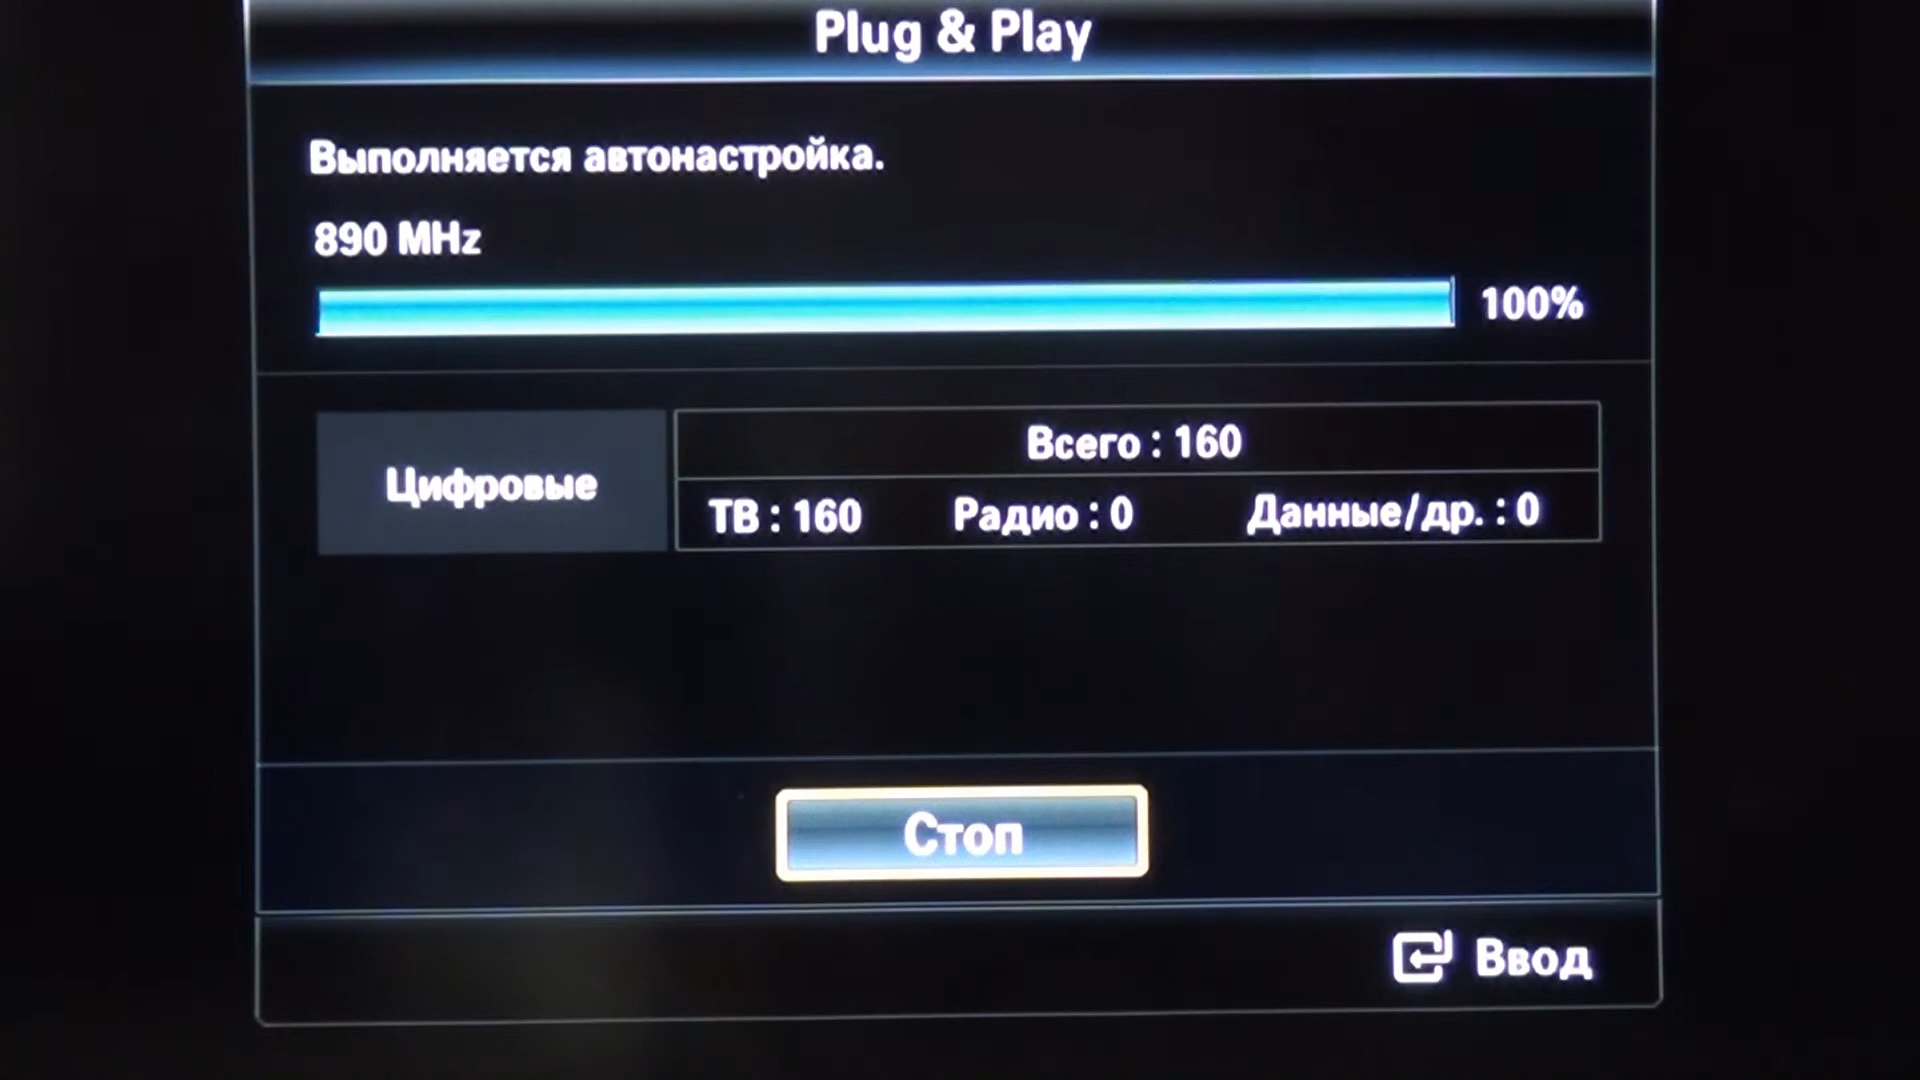 Plug & Play
Выполняется автонастройка.
890 MHz
100%
Цифровые
Всего : 160
ТВ : 160 Радио : 0 Данные/др. : 0
Стоп
Ввод